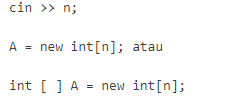 cin >> n;
A = new int[n]; atau
int [ ] A = new int[n];